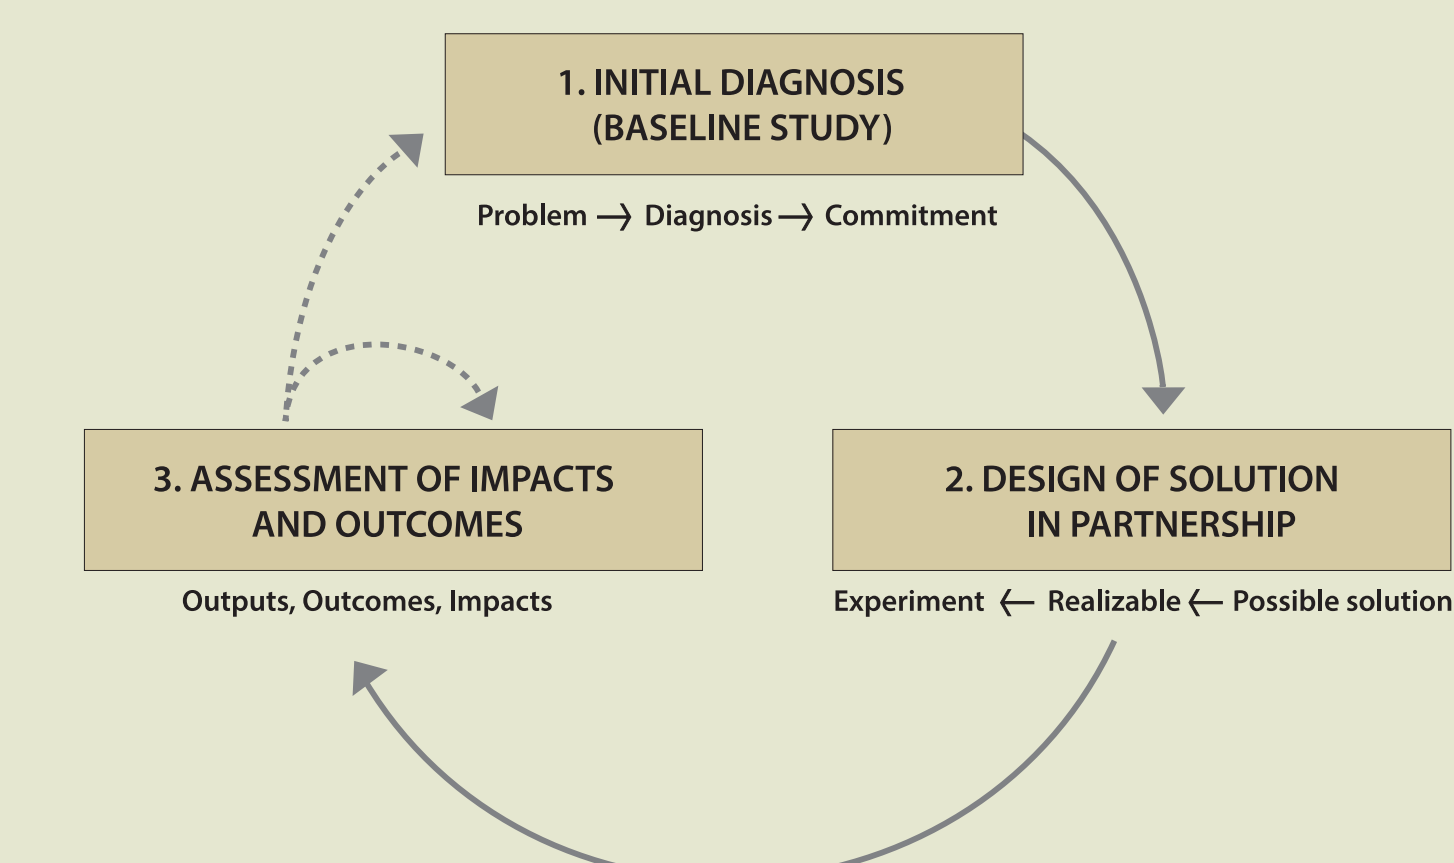 1. INITIAL DIAGNOSIS
(BASELINE STUDY)
Problem → Diagnosis → Commitment
3. ASSESSMENT OF IMPACTS
AND OUTCOMES
Outputs, Outcomes, Impacts
2. DESIGN OF SOLUTION
IN PARTNERSHIP
Experiment ← Realizable ← Possible solution